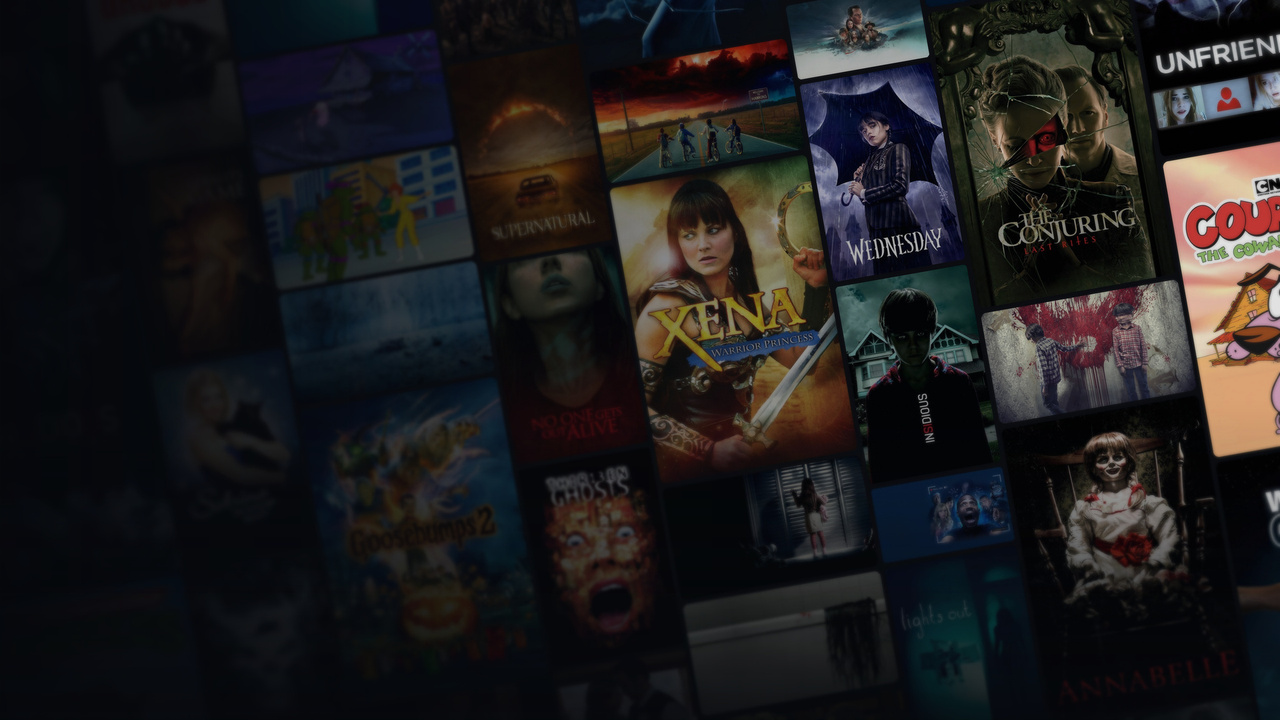 UNFRIEN
SUPERNATURAL
WEDNESDAY
THE
CONJURING
LAST RITES
CN
COUR
THE COWA
XENA
WARRIOR PRINCESS
INSIDIOUS
NO ONE GETS
OUT ALIVE
Goosebumps 2
GHOSTS
lights out
ANNABELLE
W